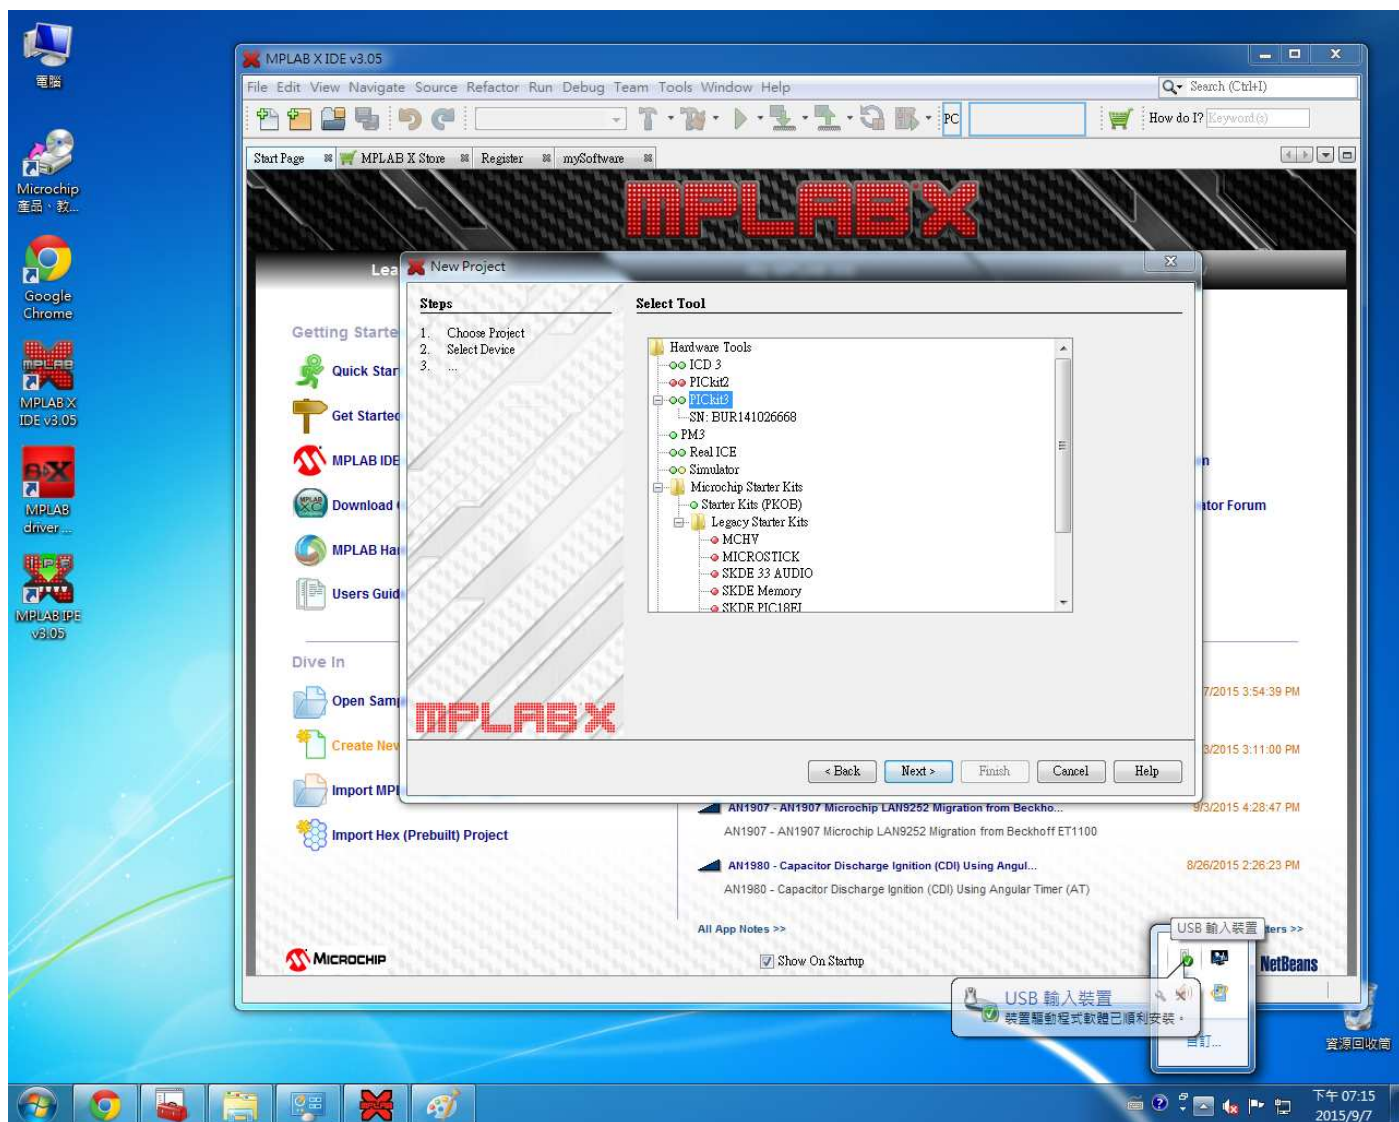 電腦
Microchip
產品、教...
Google
Chrome
MPLAB X
IDE v3.05
MPLAB
driver ...
MPLAB IPE
v3.05
MPLAB X IDE v3.05
File Edit View Navigate Source Refactor Run Debug Team Tools Window Help
Search (Ctrl+I)
PC
How do I? Keyword(s)
Start Page
MPLAB X Store
Register
mySoftware
MPLAB X
Lea
New Project
Steps
1. Choose Project
2. Select Device
3. ...
Select Tool
Hardware Tools
ICD 3
PICkit2
PICkit3
SN: BUR141026668
PM3
Real ICE
Simulator
Microchip Starter Kits
Starter Kits (PKOB)
Legacy Starter Kits
MCHV
MICROSTICK
SKDE 33 AUDIO
SKDE Memory
SKDE PIC18FJ
MPLAB X
< Back
Next >
Finish
Cancel
Help
Getting Starte
Quick Star
Get Started
MPLAB IDE
Download
MPLAB Ha
Users Guid
n
ator Forum
Dive In
Open Samp
Create New
Import MPL
Import Hex (Prebuilt) Project
7/2015 3:54:39 PM
3/2015 3:11:00 PM
AN1907 - AN1907 Microchip LAN9252 Migration from Beckho...
9/3/2015 4:28:47 PM
AN1907 - AN1907 Microchip LAN9252 Migration from Beckhoff ET1100
AN1980 - Capacitor Discharge Ignition (CDI) Using Angul...
8/26/2015 2:26:23 PM
AN1980 - Capacitor Discharge Ignition (CDI) Using Angular Timer (AT)
All App Notes >>
ters >>
MICROCHIP
Show On Startup
NetBeans
USB 輸入裝置
USB 輸入裝置
裝置驅動程式軟體已順利安裝。
自訂...
資源回收筒
下午 07:15
2015/9/7